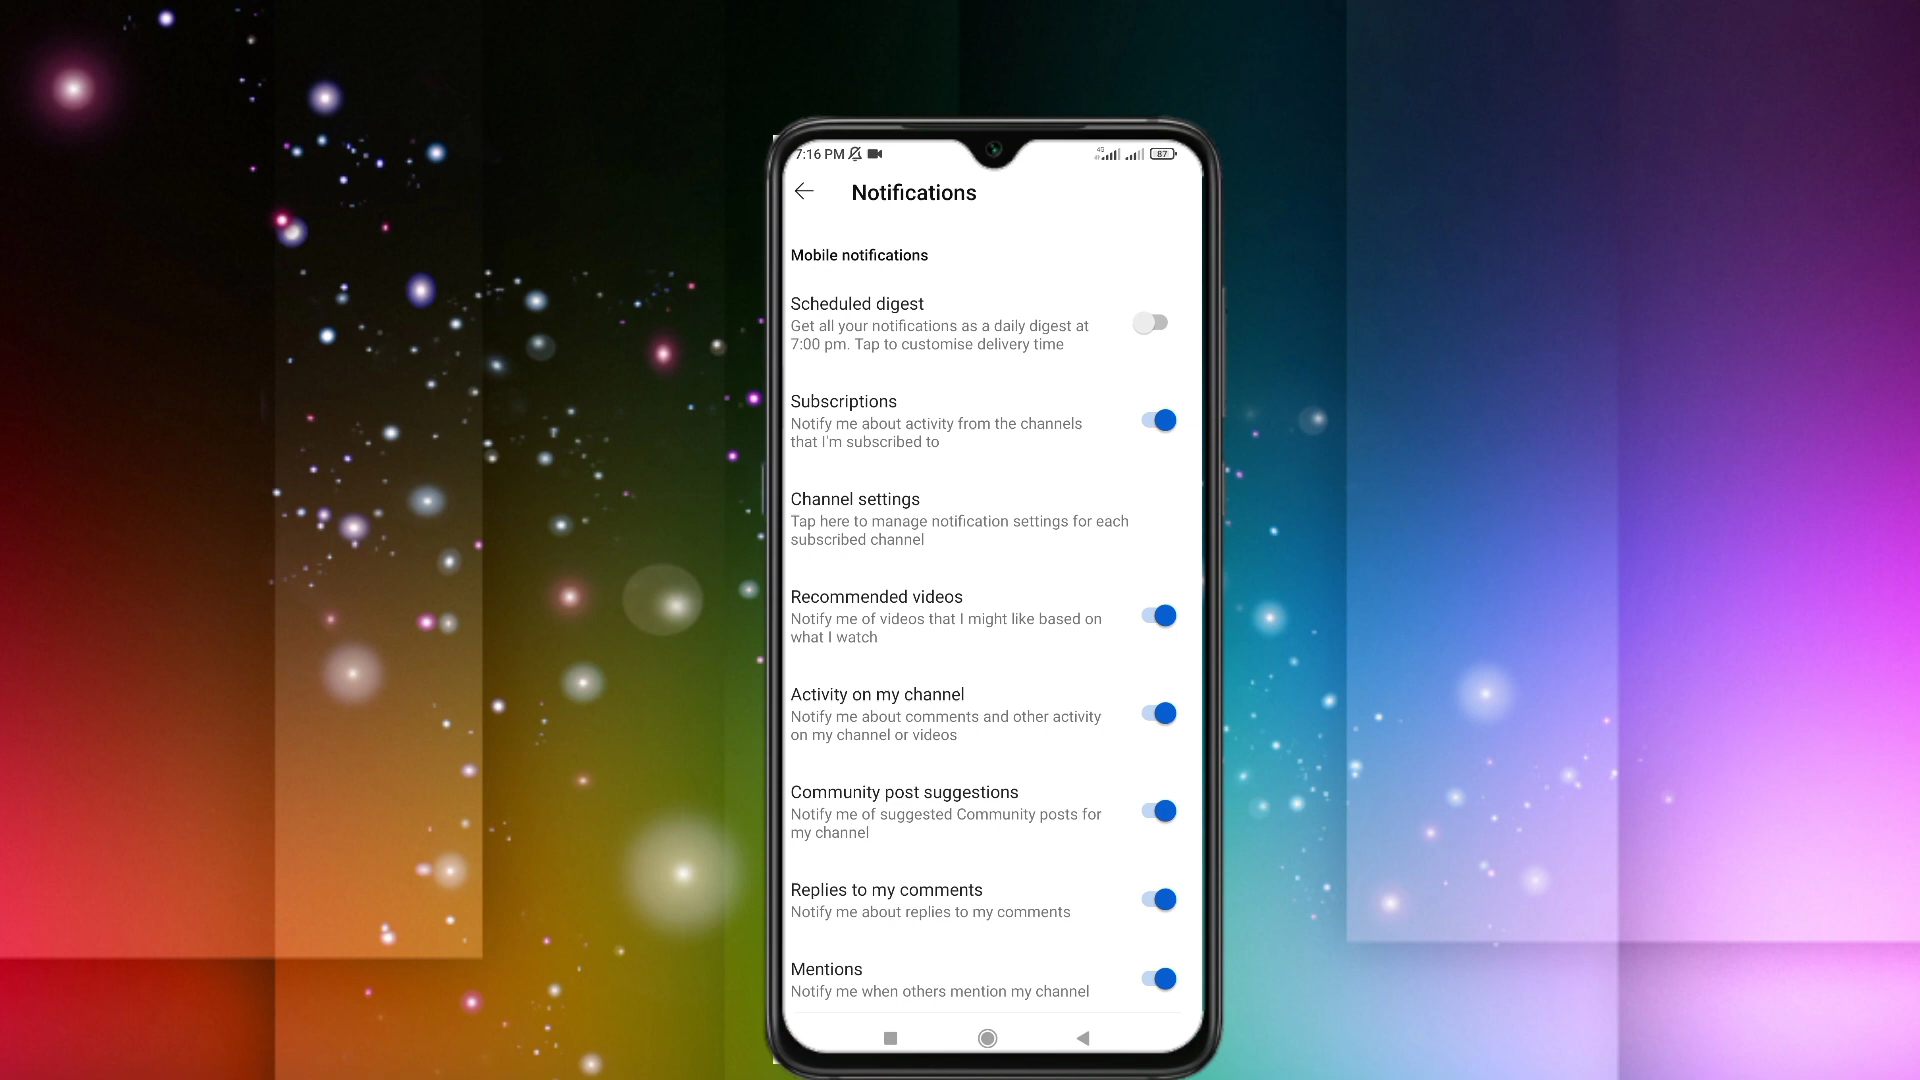 7:16 PM 4G 87
Notifications
Mobile notifications
Scheduled digest
Get all your notifications as a daily digest at
7:00 pm. Tap to customise delivery time
Subscriptions
Notify me about activity from the channels
that I'm subscribed to
Channel settings
Tap here to manage notification settings for each
subscribed channel
Recommended videos
Notify me of videos that I might like based on
what I watch
Activity on my channel
Notify me about comments and other activity
on my channel or videos
Community post suggestions
Notify me of suggested Community posts for
my channel
Replies to my comments
Notify me about replies to my comments
Mentions
Notify me when others mention my channel